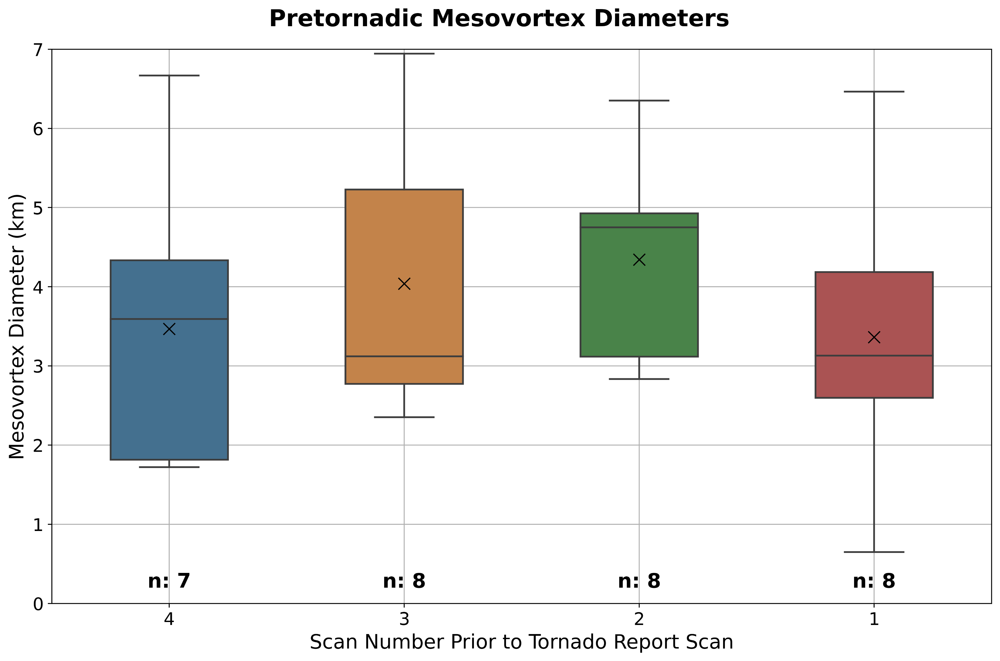 Pretornadic Mesovortex Diameters
Mesovortex Diameter (km)
7
6
5
4
3
2
1
0
n: 7
n: 8
n: 8
n: 8
4
3
2
1
Scan Number Prior to Tornado Report Scan